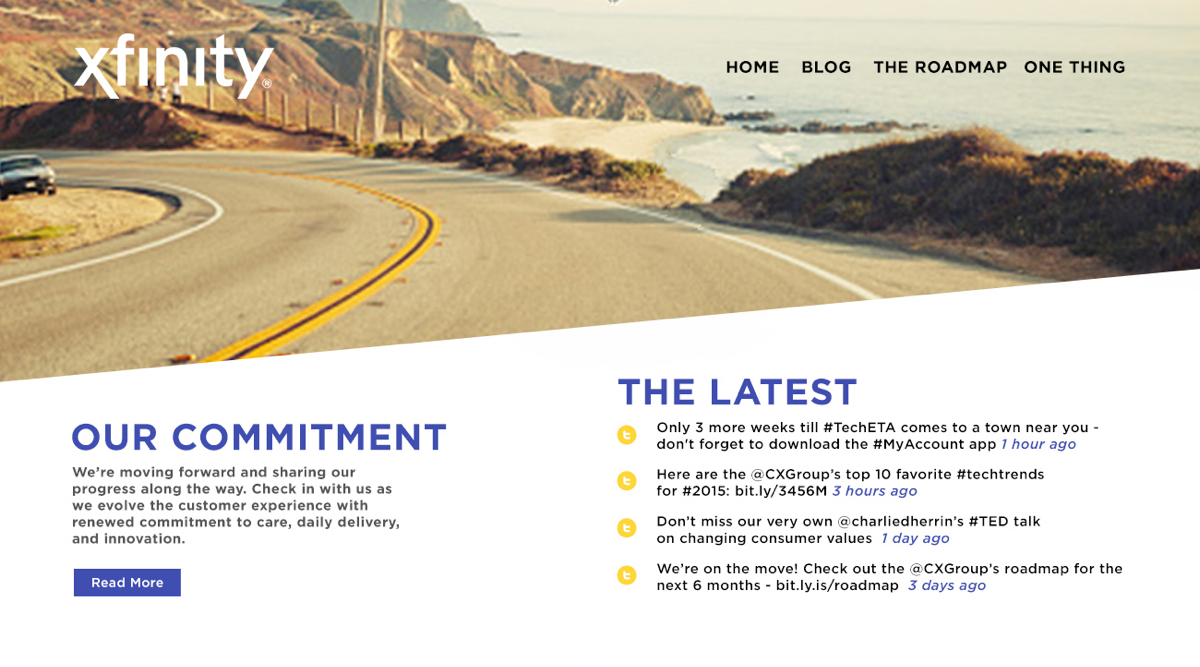 xfinity®
HOME BLOG THE ROADMAP ONE THING
OUR COMMITMENT
We’re moving forward and sharing our
progress along the way. Check in with us as
we evolve the customer experience with
renewed commitment to care, daily delivery,
and innovation.
Read More
THE LATEST
Only 3 more weeks till #TechETA comes to a town near you -
don't forget to download the #MyAccount app 1 hour ago
Here are the @CXGroup’s top 10 favorite #techtrends
for #2015: bit.ly/3456M 3 hours ago
Don’t miss our very own @charliedherrin’s #TED talk
on changing consumer values 1 day ago
We’re on the move! Check out the @CXGroup’s roadmap for the
next 6 months - bit.ly.is/roadmap 3 days ago